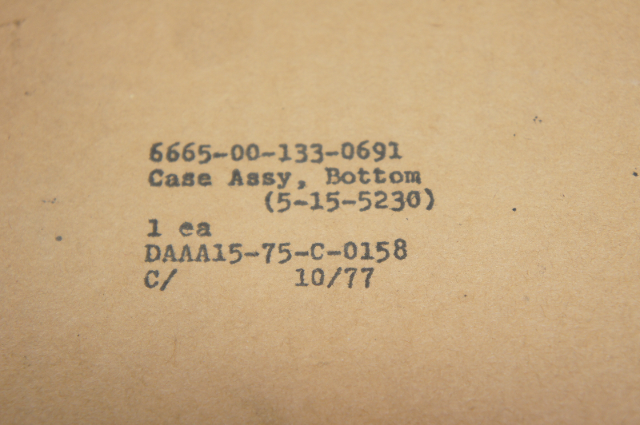 6665-00-133-0691
Case Assy, Bottom
(5-15-5230)
1 ea
DAAA15-75-C-0158
C/ 10/77